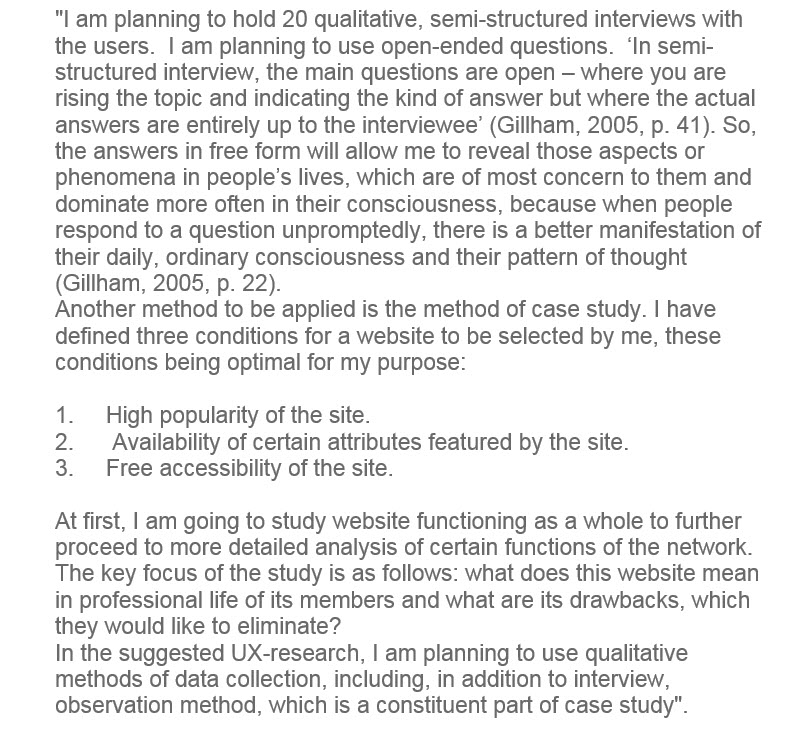 "I am planning to hold 20 qualitative, semi-structured interviews with
the users.  I am planning to use open-ended questions.  ‘In semi-
structured interview, the main questions are open – where you are
rising the topic and indicating the kind of answer but where the actual
answers are entirely up to the interviewee’ (Gillham, 2005, p. 41). So,
the answers in free form will allow me to reveal those aspects or
phenomena in people’s lives, which are of most concern to them and
dominate more often in their consciousness, because when people
respond to a question unpromptedly, there is a better manifestation of
their daily, ordinary consciousness and their pattern of thought
(Gillham, 2005, p. 22).
Another method to be applied is the method of case study. I have
defined three conditions for a website to be selected by me, these
conditions being optimal for my purpose:
1. High popularity of the site.
2. Availability of certain attributes featured by the site.
3. Free accessibility of the site.
At first, I am going to study website functioning as a whole to further
proceed to more detailed analysis of certain functions of the network.
The key focus of the study is as follows: what does this website mean
in professional life of its members and what are its drawbacks, which
they would like to eliminate?
In the suggested UX-research, I am planning to use qualitative
methods of data collection, including, in addition to interview,
observation method, which is a constituent part of case study".